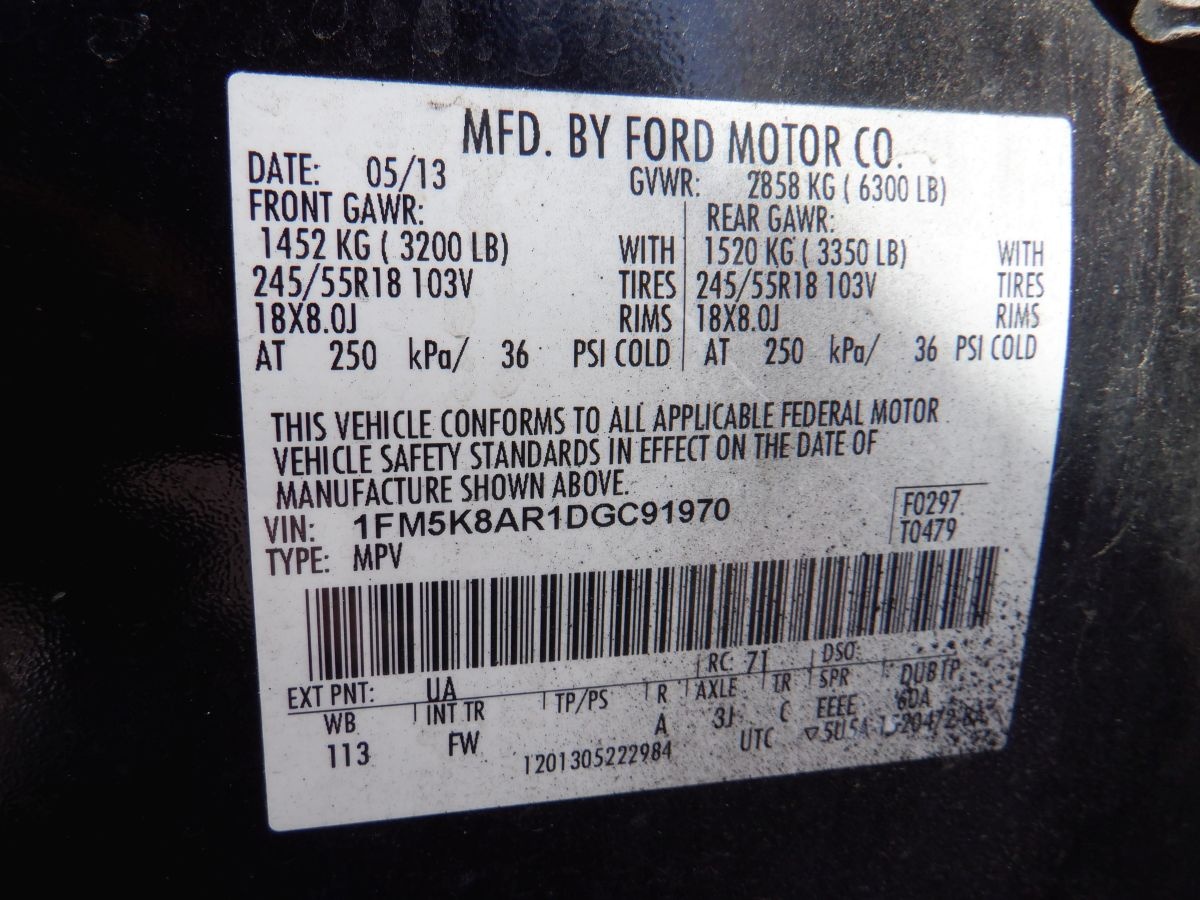 MFD. BY FORD MOTOR CO.
DATE: 05/13 GVWR: 2858 KG ( 6300 LB)
FRONT GAWR: REAR GAWR:
1452 KG ( 3200 LB) WITH 1520 KG ( 3350 LB) WITH
245/55R18 103V TIRES 245/55R18 103V TIRES
18X8.0J RIMS 18X8.0J RIMS
AT 250 kPa/ 36 PSI COLD AT 250 kPa/ 36 PSI COLD
THIS VEHICLE CONFORMS TO ALL APPLICABLE FEDERAL MOTOR
VEHICLE SAFETY STANDARDS IN EFFECT ON THE DATE OF
MANUFACTURE SHOWN ABOVE.
VIN: 1FM5K8AR1DGC91970 F0297
TYPE: MPV T0479
EXT PNT: UA RC: 71 DSO:
WB INT TR TP/PS R AXLE TR SPR
113 FW A 3J C EEEE 60A
1201305222984 UTC